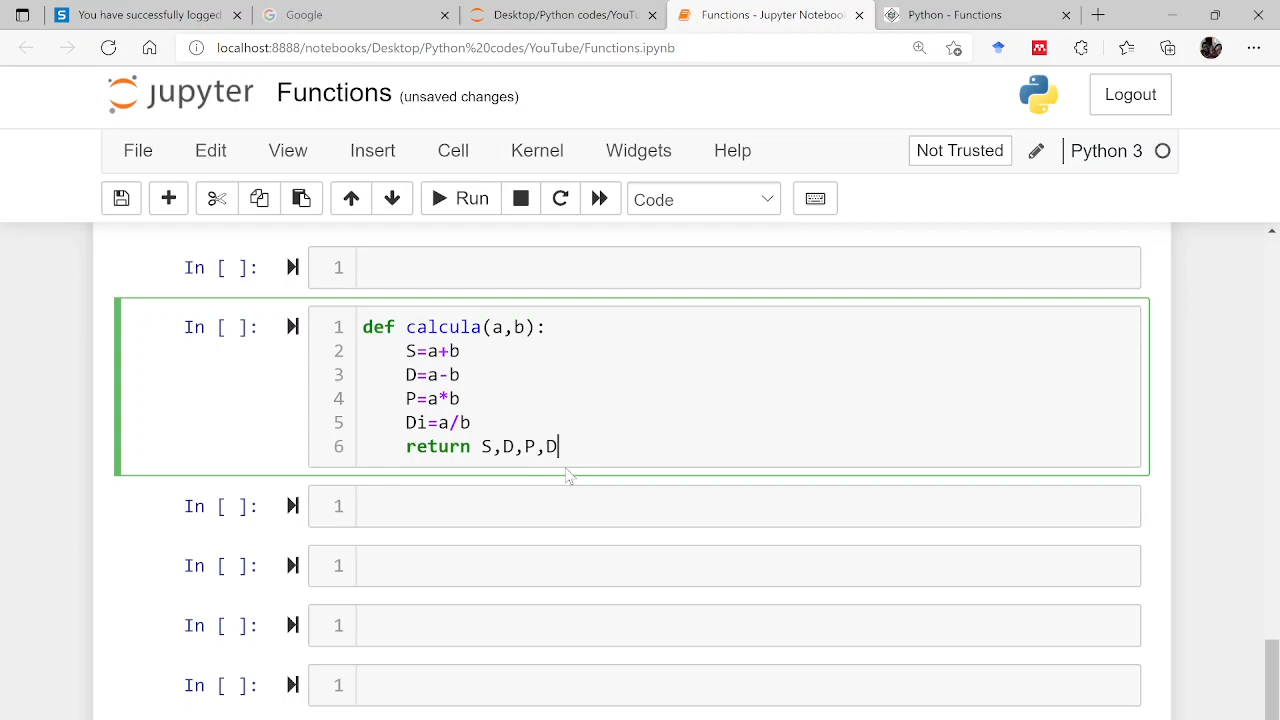 You have successfully logged
Google
Desktop/Python codes/YouTu
Functions - Jupyter Notebook
Python - Functions
localhost:8888/notebooks/Desktop/Python%20codes/YouTube/Functions.ipynb
jupyter Functions (unsaved changes)
Logout
File Edit View Insert Cell Kernel Widgets Help
Not Trusted
Python 3
Run
Code
In [ ]: 1
In [ ]: 1 def calcula(a,b):
2 S=a+b
3 D=a-b
4 P=a*b
5 Di=a/b
6 return S,D,P,D
In [ ]: 1
In [ ]: 1
In [ ]: 1
In [ ]: 1